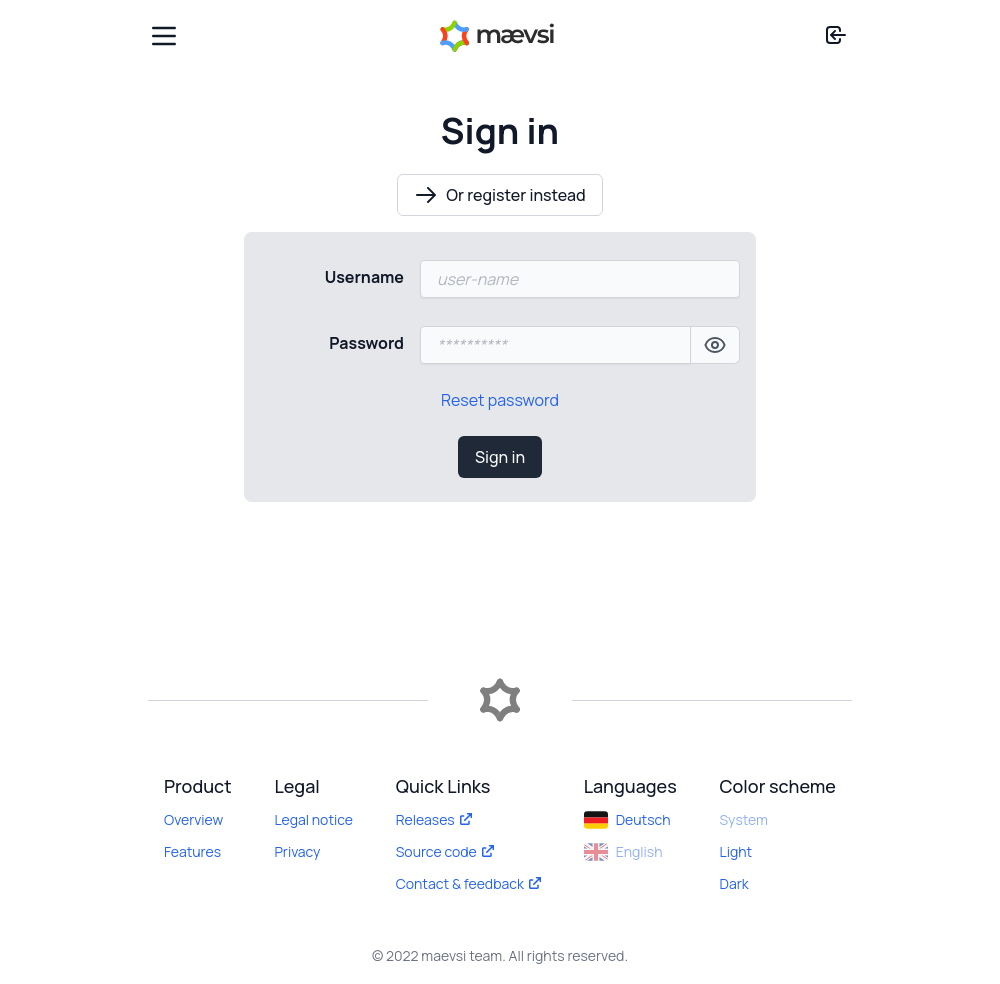 mævsi
Sign in
Or register instead
Username
user-name
Password
**********
Reset password
Sign in
Product
Overview
Features
Legal
Legal notice
Privacy
Quick Links
Releases
Source code
Contact & feedback
Languages
Deutsch
English
Color scheme
System
Light
Dark
© 2022 maevsi team. All rights reserved.